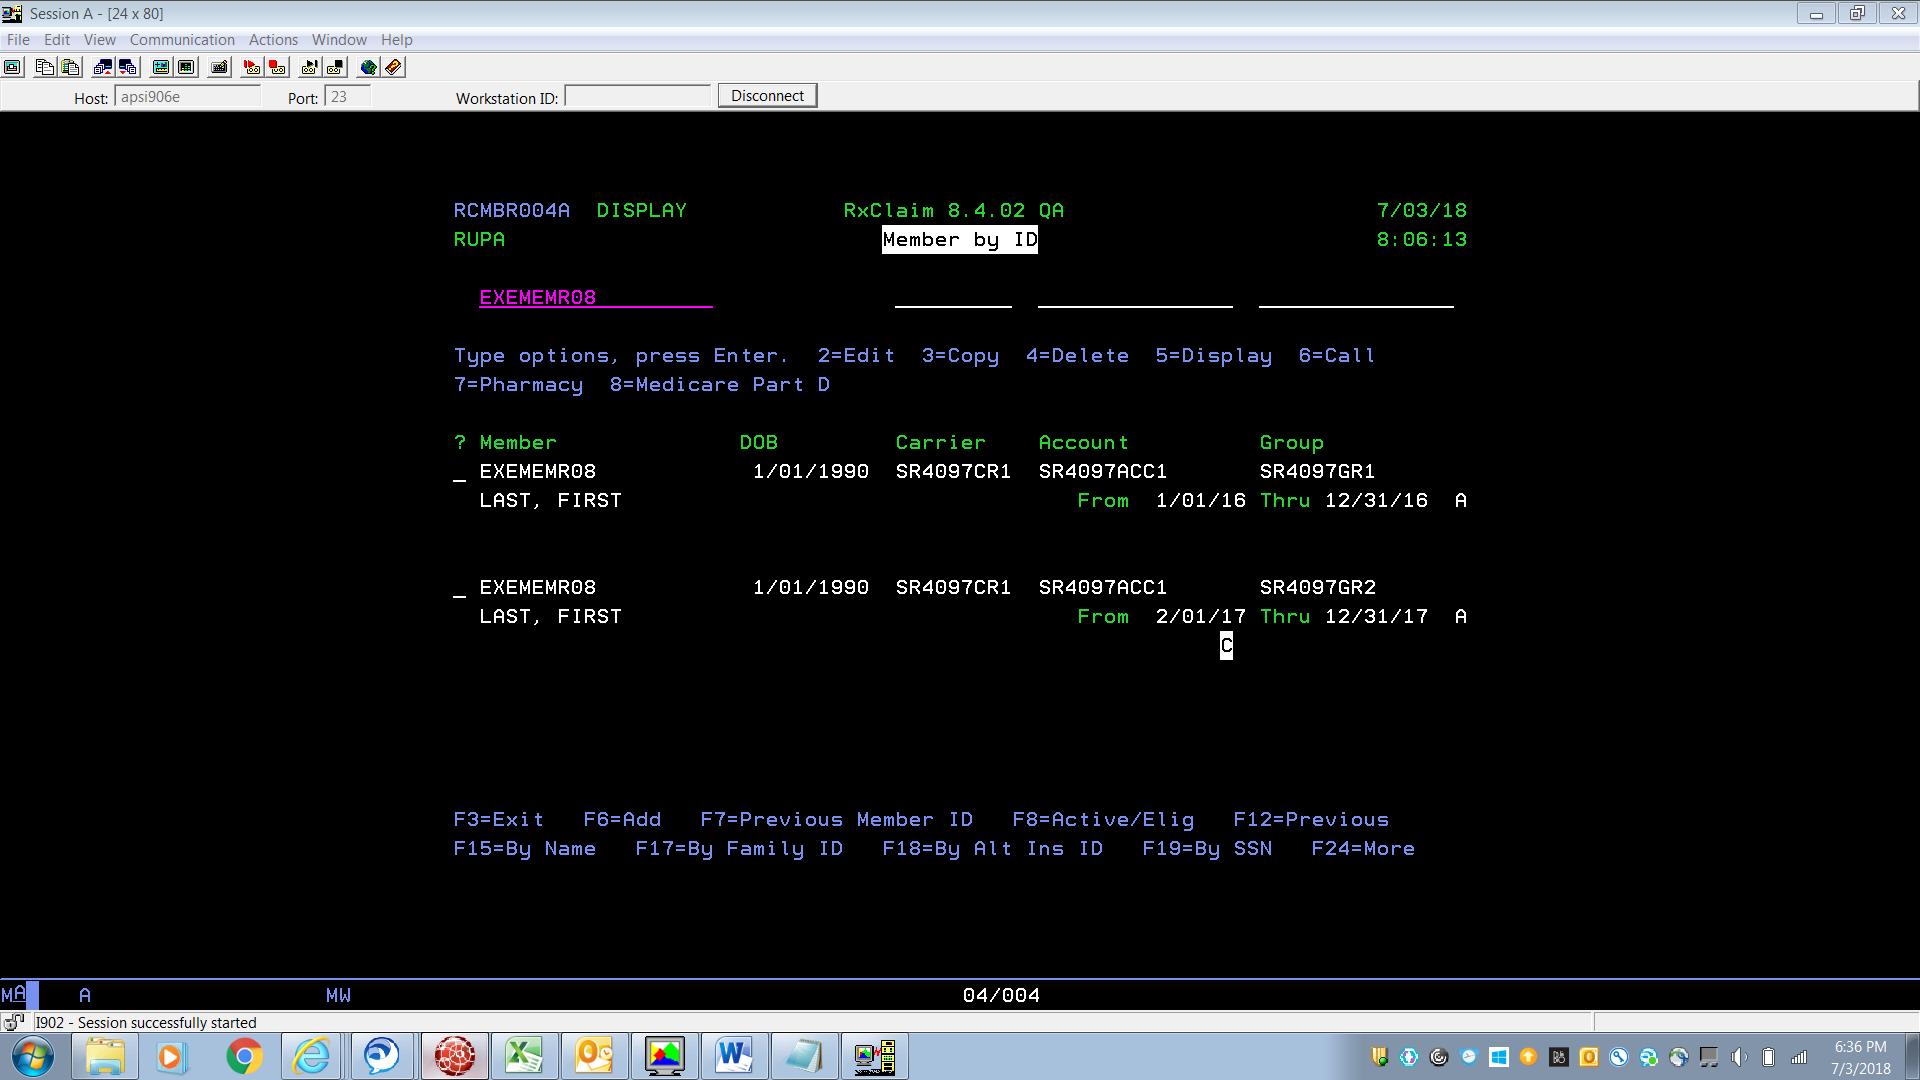 Session A - [24 x 80]
File Edit View Communication Actions Window Help
Host: apsi906e Port: 23 Workstation ID: Disconnect
RCMBR004A DISPLAY RxClaim 8.4.02 QA 7/03/18
RUPA Member by ID 8:06:13
EXEMEMR08
Type options, press Enter. 2=Edit 3=Copy 4=Delete 5=Display 6=Call
7=Pharmacy 8=Medicare Part D
? Member DOB Carrier Account Group
_ EXEMEMR08 1/01/1990 SR4097CR1 SR4097ACC1 SR4097GR1
LAST, FIRST From 1/01/16 Thru 12/31/16 A
_ EXEMEMR08 1/01/1990 SR4097CR1 SR4097ACC1 SR4097GR2
LAST, FIRST From 2/01/17 Thru 12/31/17 A
C
F3=Exit F6=Add F7=Previous Member ID F8=Active/Elig F12=Previous
F15=By Name F17=By Family ID F18=By Alt Ins ID F19=By SSN F24=More
MA A MW 04/004
I902 - Session successfully started
6:36 PM
7/3/2018